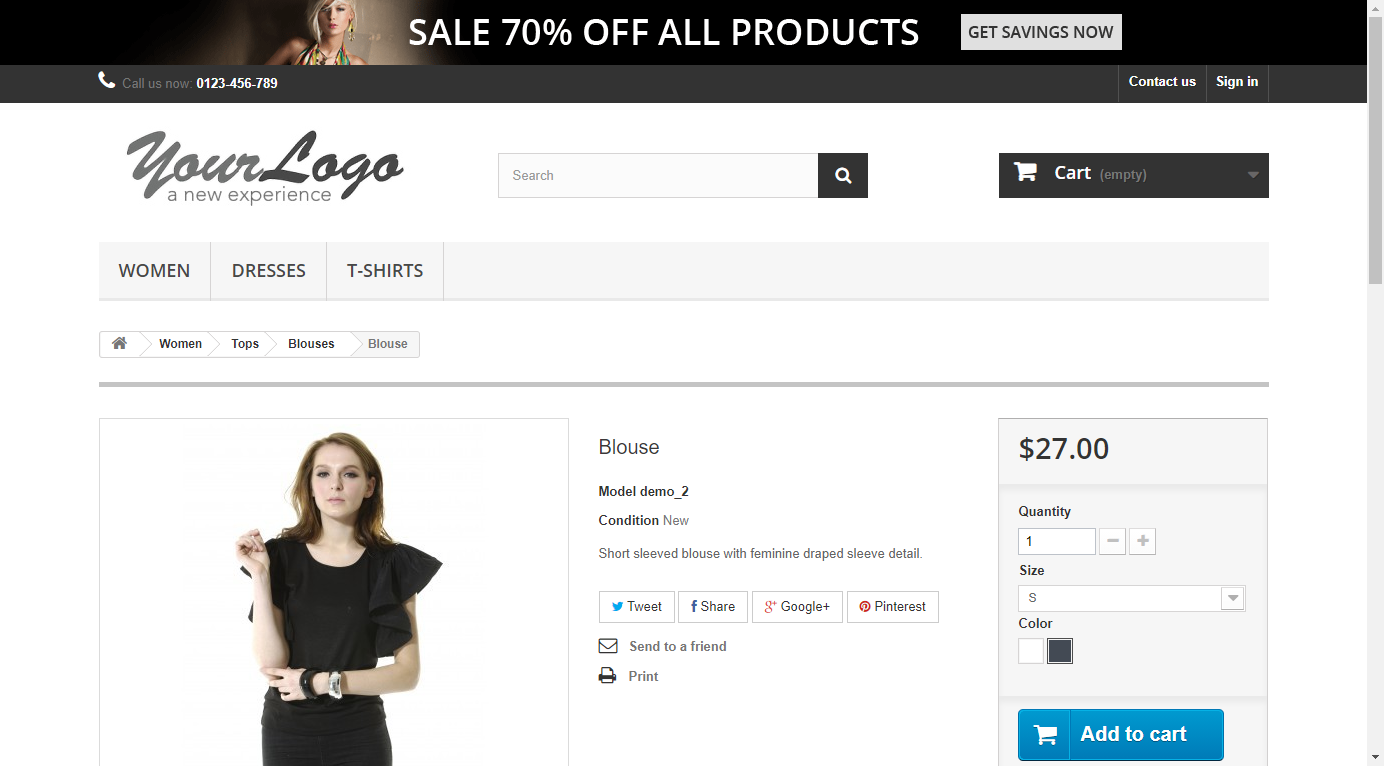 SALE 70% OFF ALL PRODUCTS GET SAVINGS NOW
Call us now: 0123-456-789 Contact us Sign in
YourLogo
a new experience
Search
Cart (empty)
WOMEN DRESSES T-SHIRTS
Women Tops Blouses Blouse
Blouse
Model demo_2
Condition New
Short sleeved blouse with feminine draped sleeve detail.
Tweet Share Google+ Pinterest
Send to a friend
Print
$27.00
Quantity
1
Size
S
Color
Add to cart